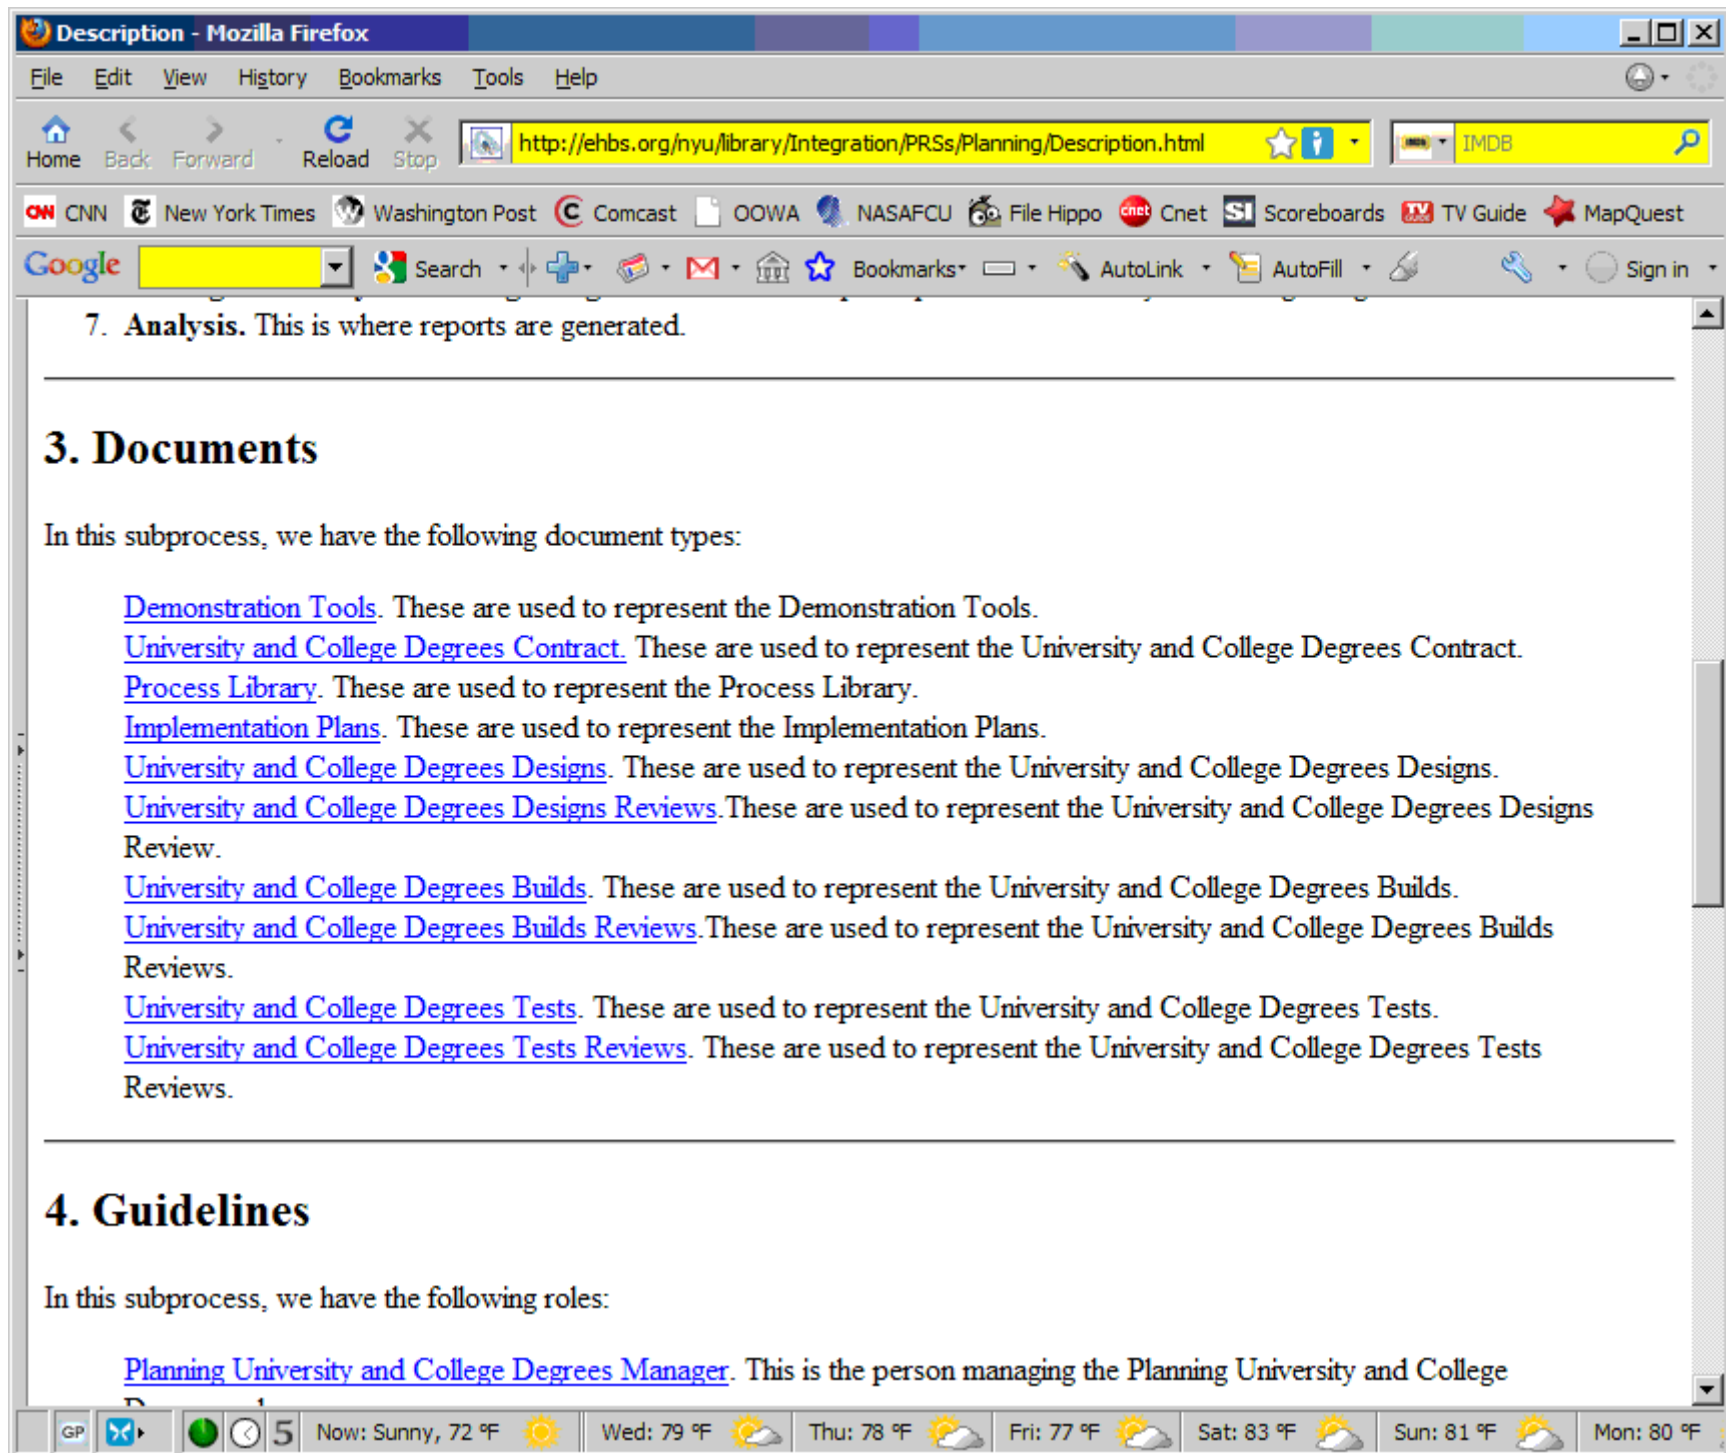 Description - Mozilla Firefox
File Edit View History Bookmarks Tools Help
Home Back Forward Reload Stop http://ehbs.org/nyu/library/Integration/PRSs/Planning/Description.html IMDB
CNN CNN New York Times Washington Post Comcast OOWA NASAFCU File Hippo cnet Cnet SI Scoreboards TV GUIDE TV Guide MapQuest
Google Search Bookmarks AutoLink AutoFill Sign in
7. Analysis. This is where reports are generated.
3. Documents
In this subprocess, we have the following document types:
Demonstration Tools. These are used to represent the Demonstration Tools.
University and College Degrees Contract. These are used to represent the University and College Degrees Contract.
Process Library. These are used to represent the Process Library.
Implementation Plans. These are used to represent the Implementation Plans.
University and College Degrees Designs. These are used to represent the University and College Degrees Designs.
University and College Degrees Designs Reviews.These are used to represent the University and College Degrees Designs
Review.
University and College Degrees Builds. These are used to represent the University and College Degrees Builds.
University and College Degrees Builds Reviews.These are used to represent the University and College Degrees Builds
Reviews.
University and College Degrees Tests. These are used to represent the University and College Degrees Tests.
University and College Degrees Tests Reviews. These are used to represent the University and College Degrees Tests
Reviews.
4. Guidelines
In this subprocess, we have the following roles:
Planning University and College Degrees Manager. This is the person managing the Planning University and College
GP 5 Now: Sunny, 72 °F Wed: 79 °F Thu: 78 °F Fri: 77 °F Sat: 83 °F Sun: 81 °F Mon: 80 °F